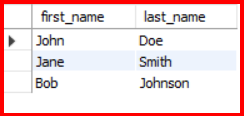 first_name last_name
John Doe
Jane Smith
Bob Johnson